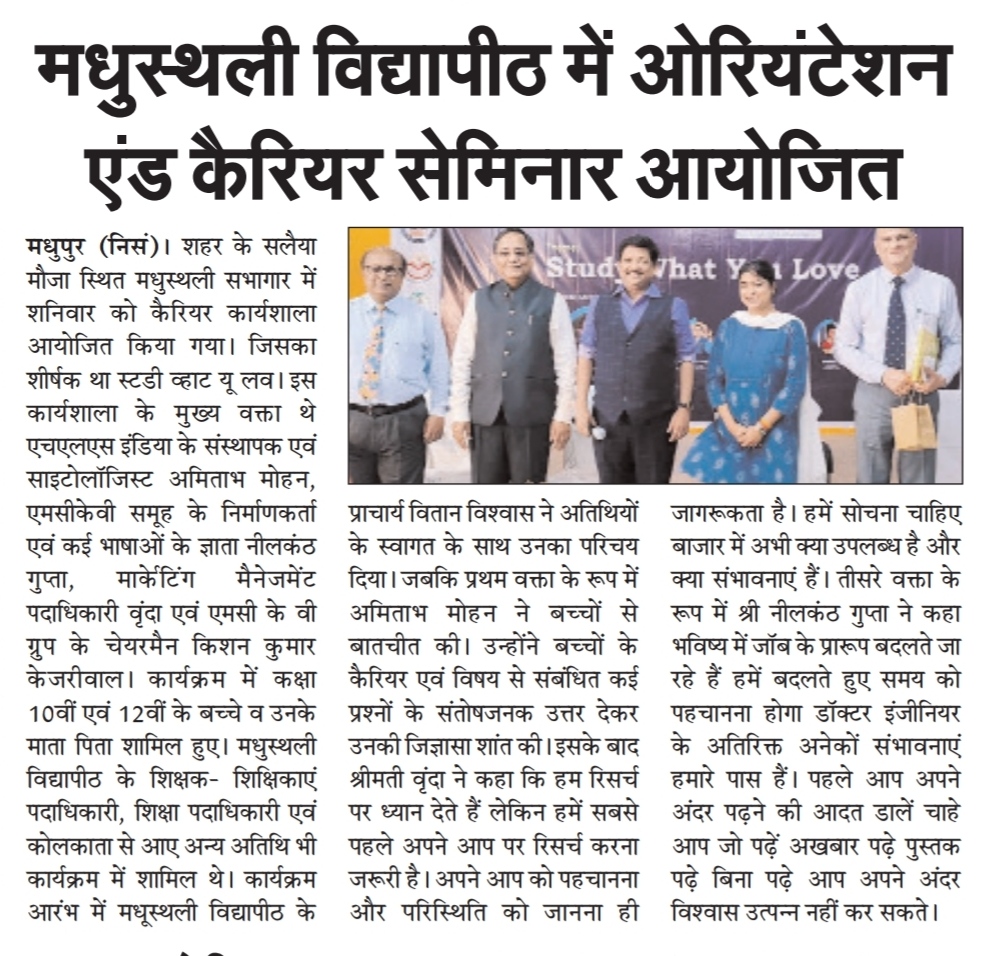 मधुस्थली विद्यापीठ में ओरियंटेशन
एंड कैरियर सेमिनार आयोजित
मधुपुर (निसं)। शहर के सलैया
मौजा स्थित मधुस्थली सभागार में
शनिवार को कैरियर कार्यशाला
आयोजित किया गया। जिसका
शीर्षक था स्टडी व्हाट यू लव। इस
कार्यशाला के मुख्य वक्ता थे
एचएलएस इंडिया के संस्थापक एवं
साइटोलॉजिस्ट अमिताभ मोहन,
एमसीकेवी समूह के निर्माणकर्ता
एवं कई भाषाओं के ज्ञाता नीलकंठ
गुप्ता, मार्केटिंग मैनेजमेंट
पदाधिकारी वृंदा एवं एमसी के वी
ग्रुप के चेयरमैन किशन कुमार
केजरीवाल। कार्यक्रम में कक्षा
10वीं एवं 12वीं के बच्चे व उनके
माता पिता शामिल हुए। मधुस्थली
विद्यापीठ के शिक्षक- शिक्षिकाएं
पदाधिकारी, शिक्षा पदाधिकारी एवं
कोलकाता से आए अन्य अतिथि भी
कार्यक्रम में शामिल थे। कार्यक्रम
आरंभ में मधूस्थली विद्यापीठ के
Study What You Love
प्राचार्य वितान विश्वास ने अतिथियों
के स्वागत के साथ उनका परिचय
दिया। जबकि प्रथम वक्ता के रूप में
अमिताभ मोहन ने बच्चों से
बातचीत की। उन्होंने बच्चों के
कैरियर एवं विषय से संबंधित कई
प्रश्नों के संतोषजनक उत्तर देकर
उनकी जिज्ञासा शांत की। इसके बाद
श्रीमती वृंदा ने कहा कि हम रिसर्च
पर ध्यान देते हैं लेकिन हमें सबसे
पहले अपने आप पर रिसर्च करना
जरूरी है। अपने आप को पहचानना
और परिस्थिति को जानना ही
जागरूकता है। हमें सोचना चाहिए
बाजार में अभी क्या उपलब्ध है और
क्या संभावनाएं हैं। तीसरे वक्ता के
रूप में श्री नीलकंठ गुप्ता ने कहा
भविष्य में जॉब के प्रारूप बदलते जा
रहे हैं हमें बदलते हुए समय को
पहचानना होगा डॉक्टर इंजीनियर
के अतिरिक्त अनेकों संभावनाएं
हमारे पास हैं। पहले आप अपने
अंदर पढ़ने की आदत डालें चाहे
आप जो पढ़ें अखबार पढ़े पुस्तक
पढ़े बिना पढ़े आप अपने अंदर
विश्वास उत्पन्न नहीं कर सकते।